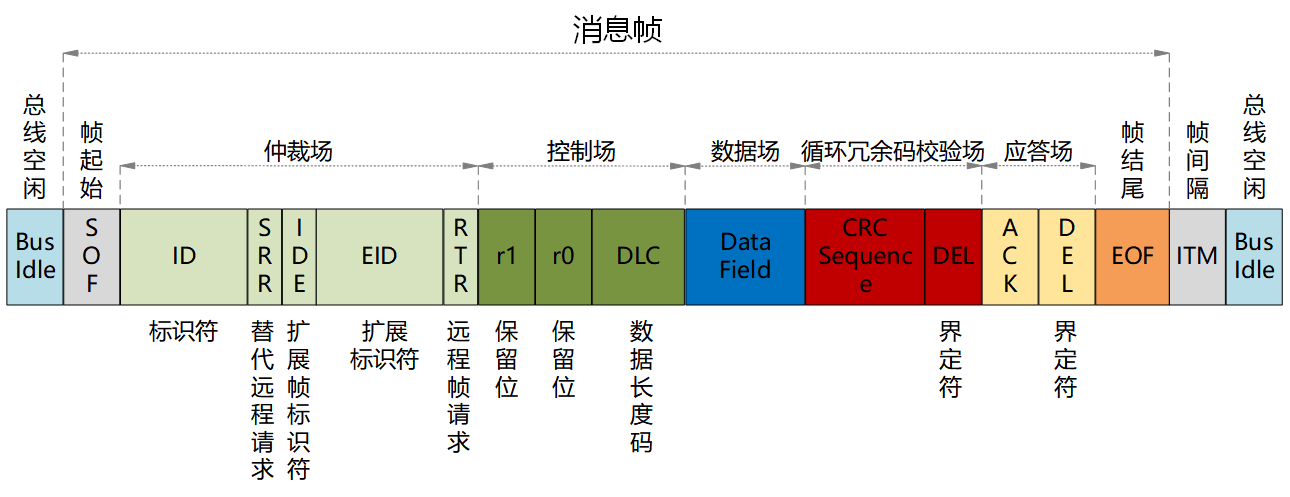 消息帧
总线空闲
帧起始
仲裁场
控制场
数据场
循环冗余码校验场
应答场
帧结尾
帧间隔
总线空闲
Bus
Idle
SOF
ID
SRR
IDE
EID
RTR
r1
r0
DLC
Data
Field
CRC
Sequenc
e
DEL
ACK
DEL
EOF
ITM
Bus
Idle
标识符
替代远程请求
扩展帧标识符
扩展
标识符
远程帧请求
保留位
保留位
数据长度码
界定符
界定符